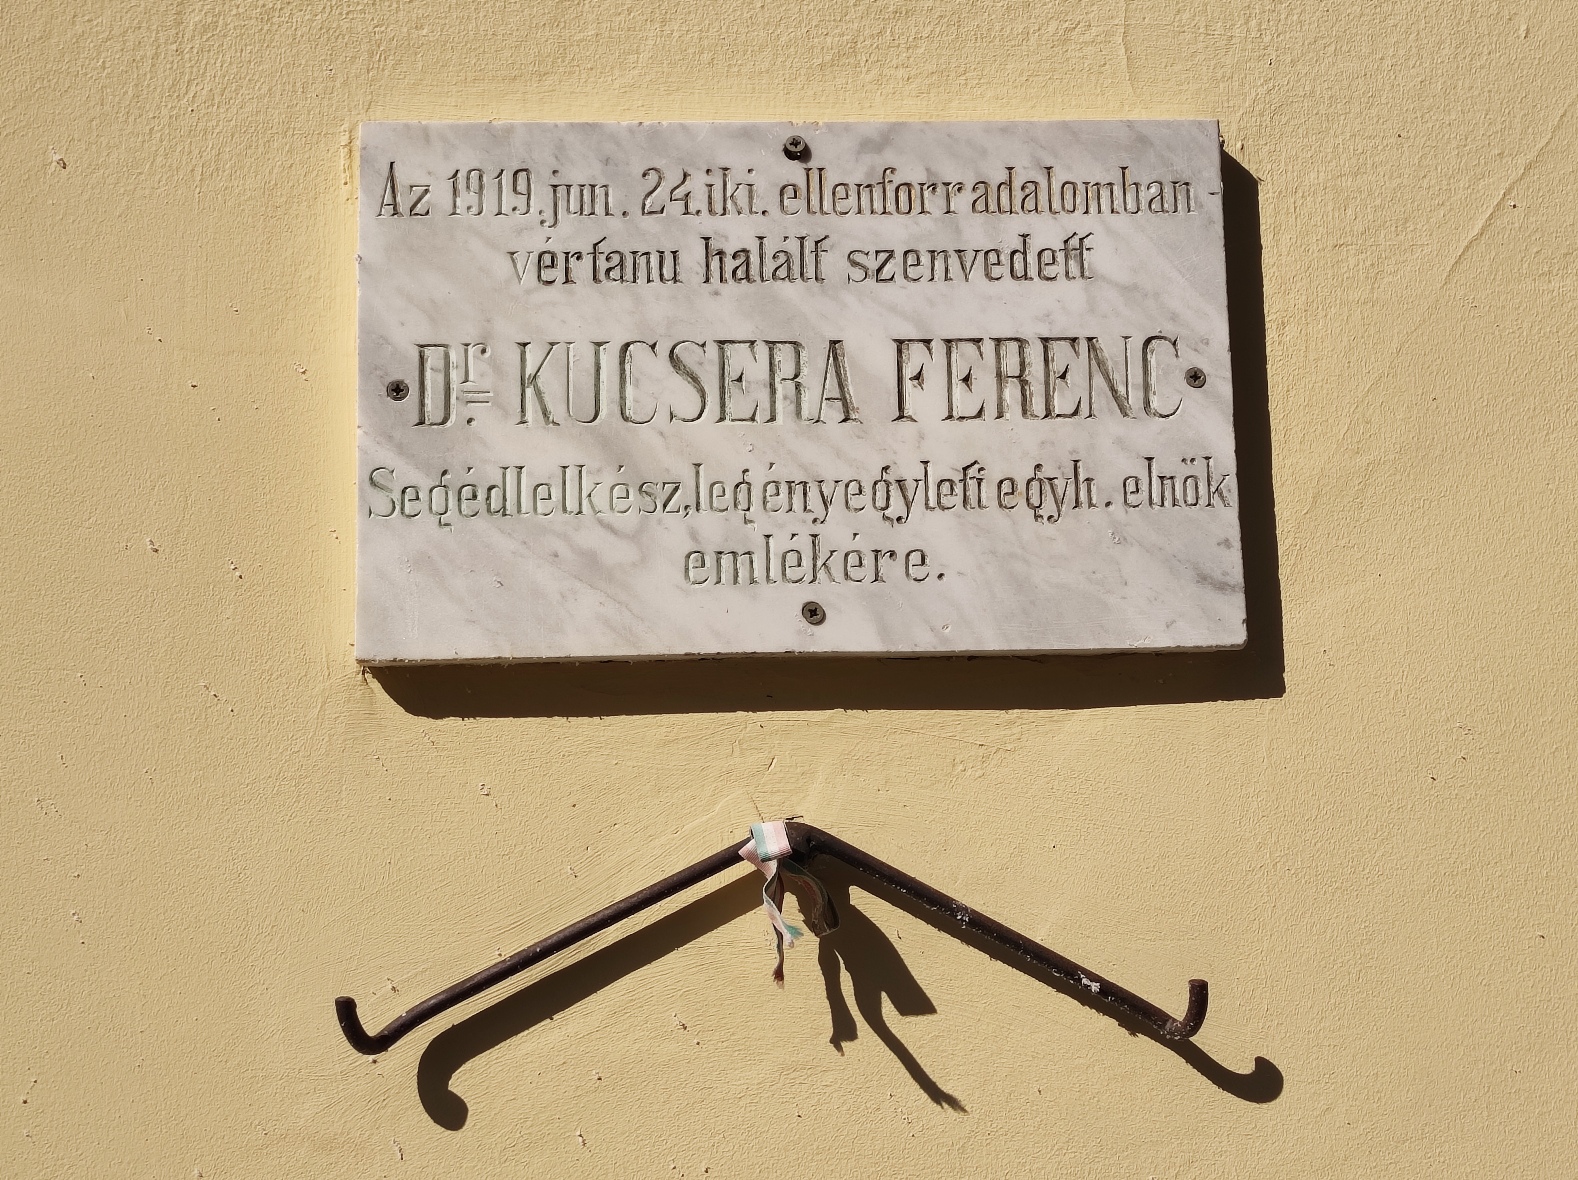 Az 1919.jun. 24.iki. ellenforradalomban -
vértanu halált szenvedett
Dr. KUCSERA FERENC
Segédlelkész,legényegyleti egyh. elnök
emlékére.